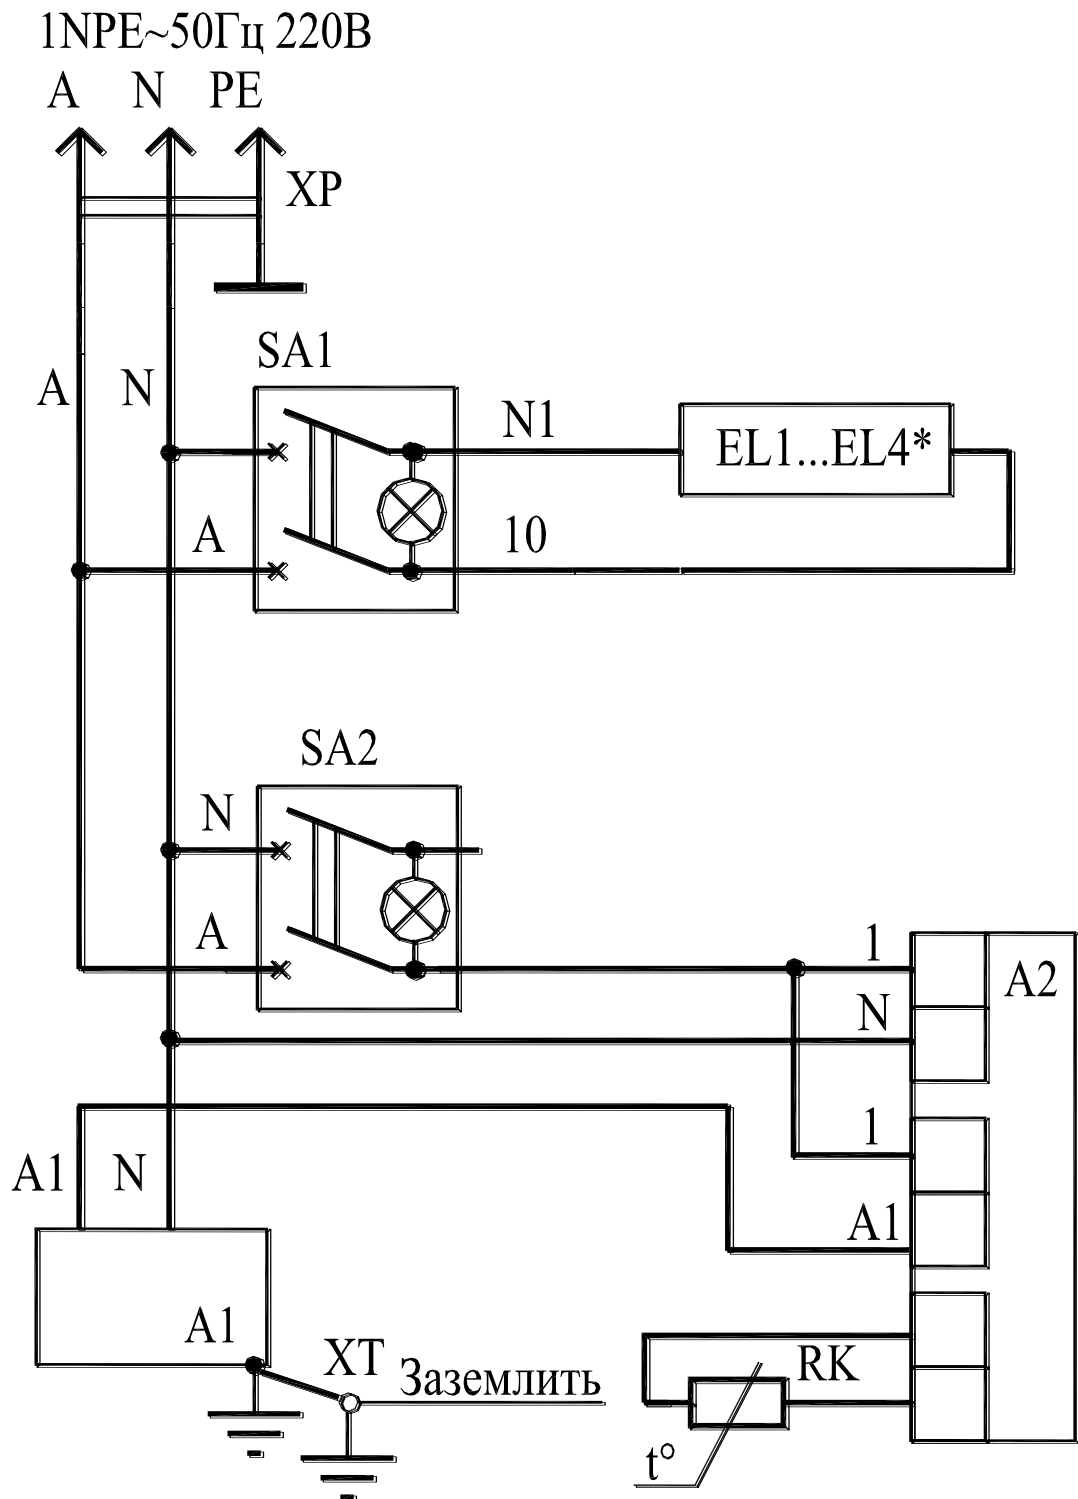 1NPE~50Гц 220В
A N PE
XP
SA1
A N
N1
EL1...EL4*
A
10
SA2
N
A
1
A2
N
1
A1 N
A1
A1
XT
Заземлить
RK
t°